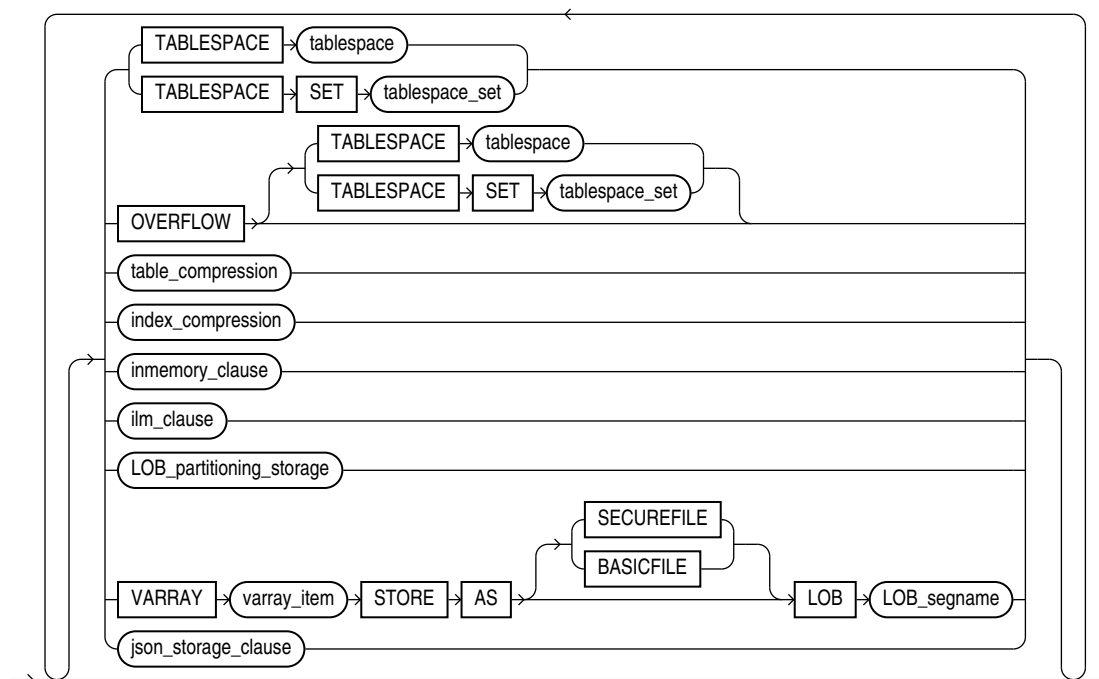 TABLESPACE tablespace
TABLESPACE SET tablespace_set
TABLESPACE tablespace
TABLESPACE SET tablespace_set
OVERFLOW
table_compression
index_compression
inmemory_clause
ilm_clause
LOB_partitioning_storage
SECUREFILE
BASICFILE
VARRAY varray_item STORE AS LOB LOB_segname
json_storage_clause